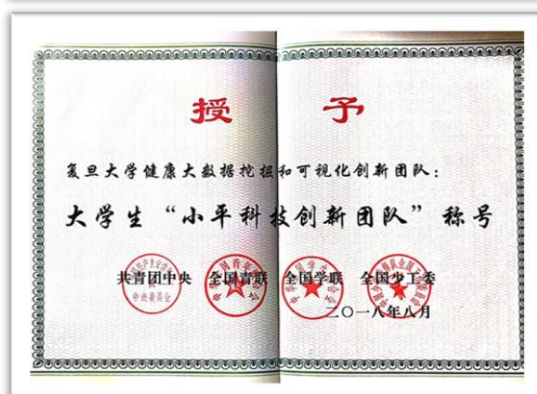 授 予
复旦大学健康大数据挖掘和可视化创新团队：
大学生“小平科技创新团队”称号
共青团中央 全国青联 全国学联 全国少工委
二〇一八年八月